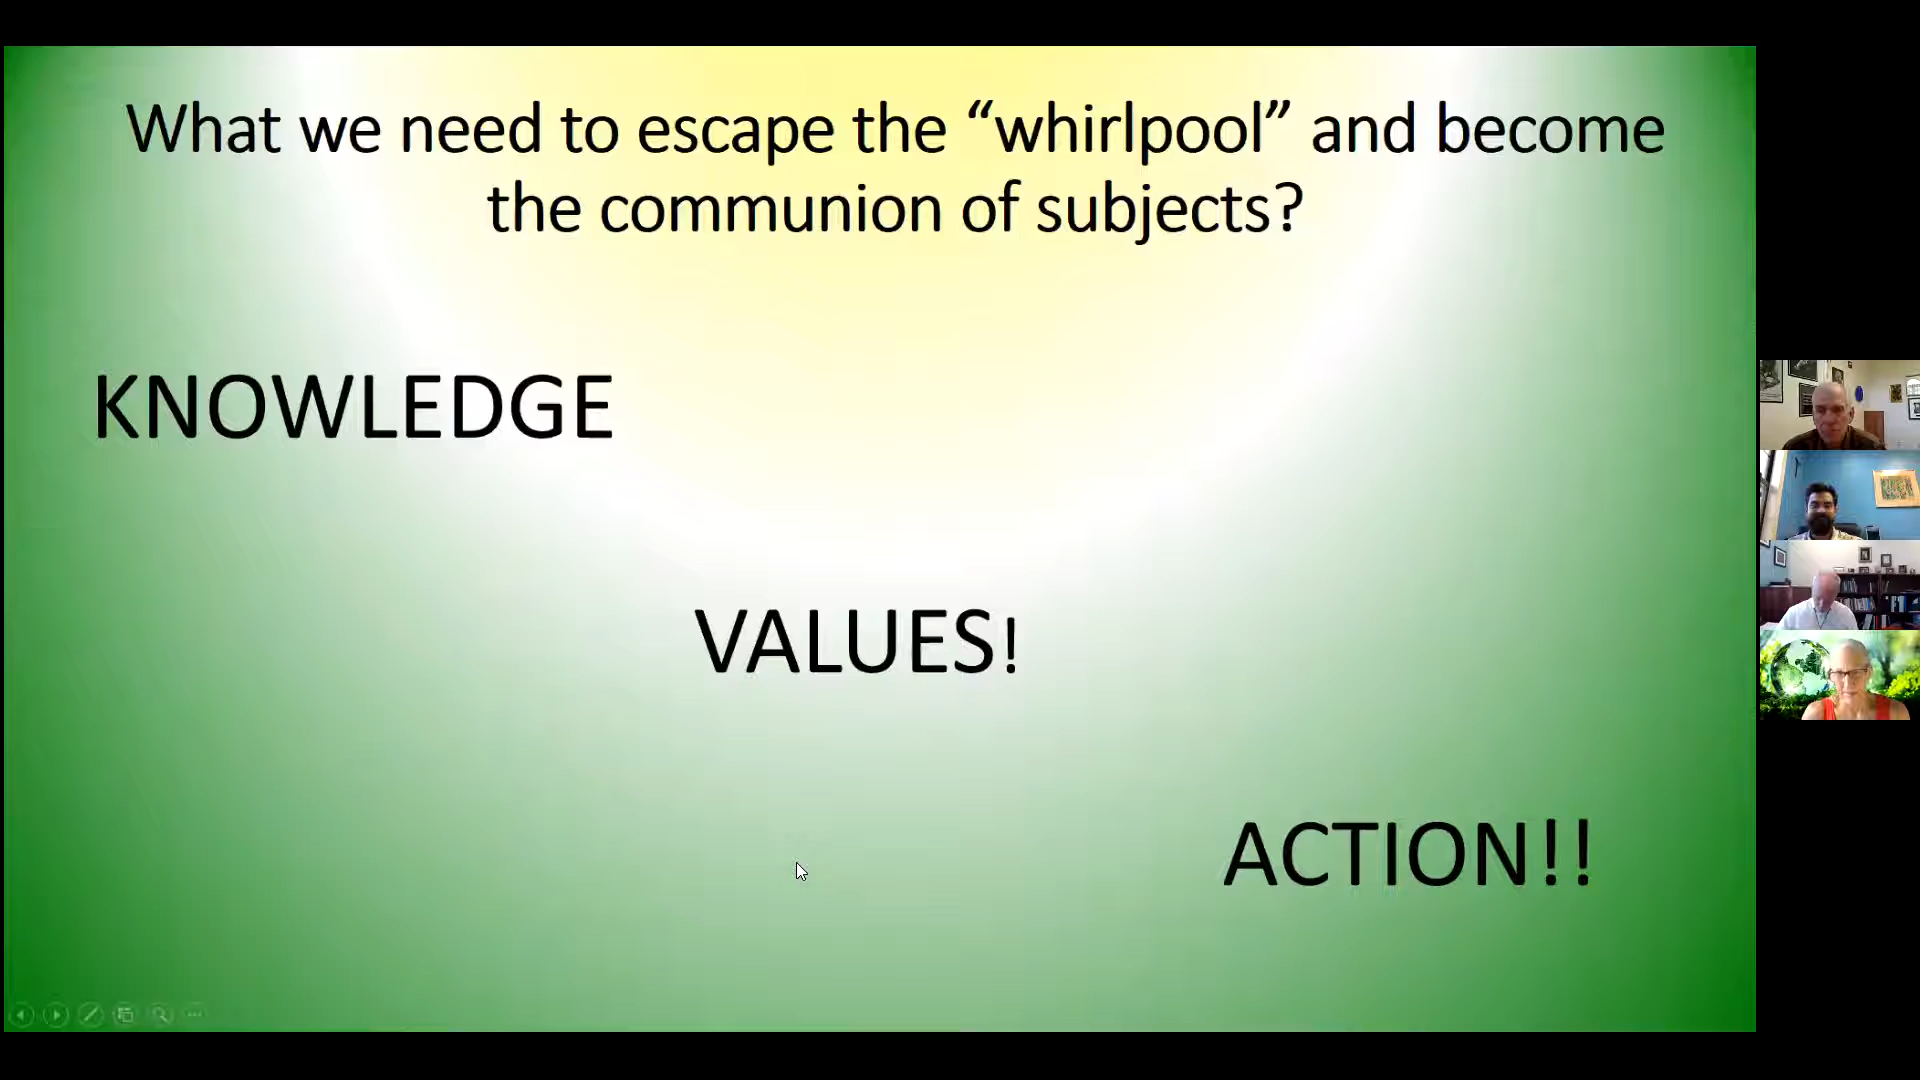 What we need to escape the “whirlpool” and become
the communion of subjects?
KNOWLEDGE
VALUES!
ACTION!!